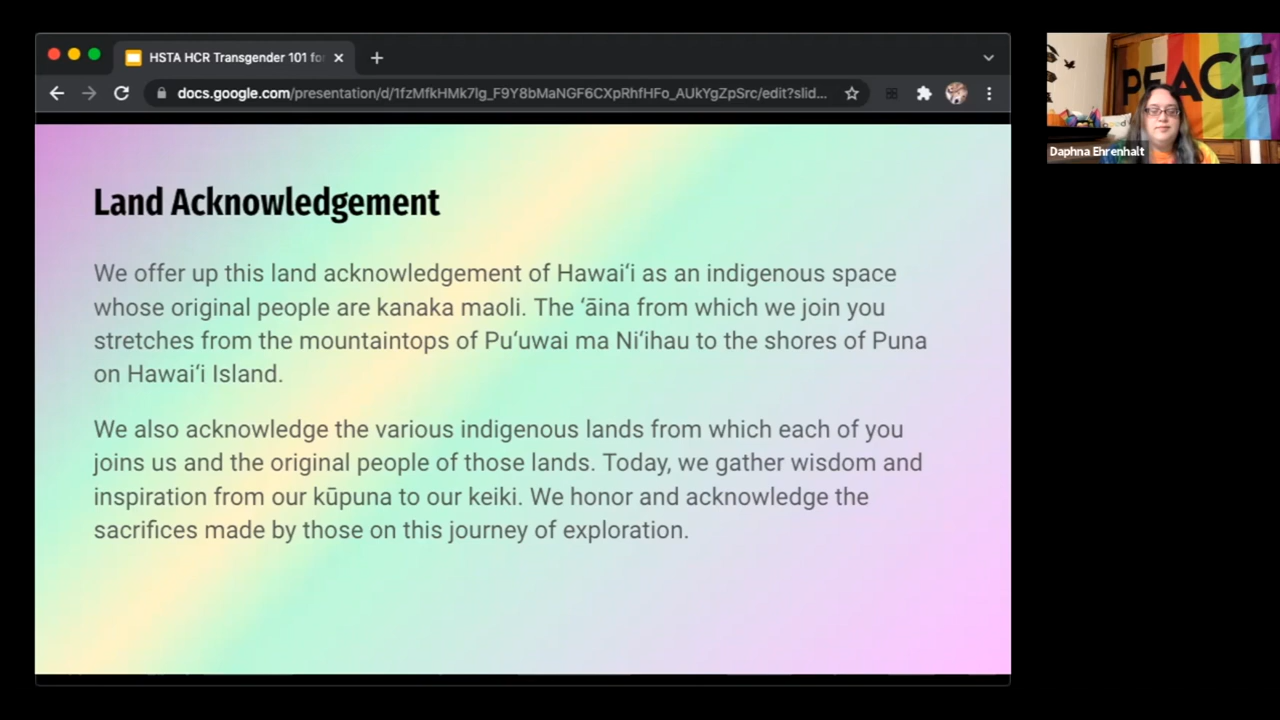 HSTA HCR Transgender 101 fo
docs.google.com/presentation/d/1fzMfkHMk7lg_F9Y8bMaNGF6CXpRhfHFo_AUkYgZpSrc/edit?slid...
PEACE
Daphna Ehrenhalt
Land Acknowledgement
We offer up this land acknowledgement of Hawaiʻi as an indigenous space
whose original people are kanaka maoli. The ʻāina from which we join you
stretches from the mountaintops of Puʻuwai ma Niʻihau to the shores of Puna
on Hawaiʻi Island.
We also acknowledge the various indigenous lands from which each of you
joins us and the original people of those lands. Today, we gather wisdom and
inspiration from our kūpuna to our keiki. We honor and acknowledge the
sacrifices made by those on this journey of exploration.